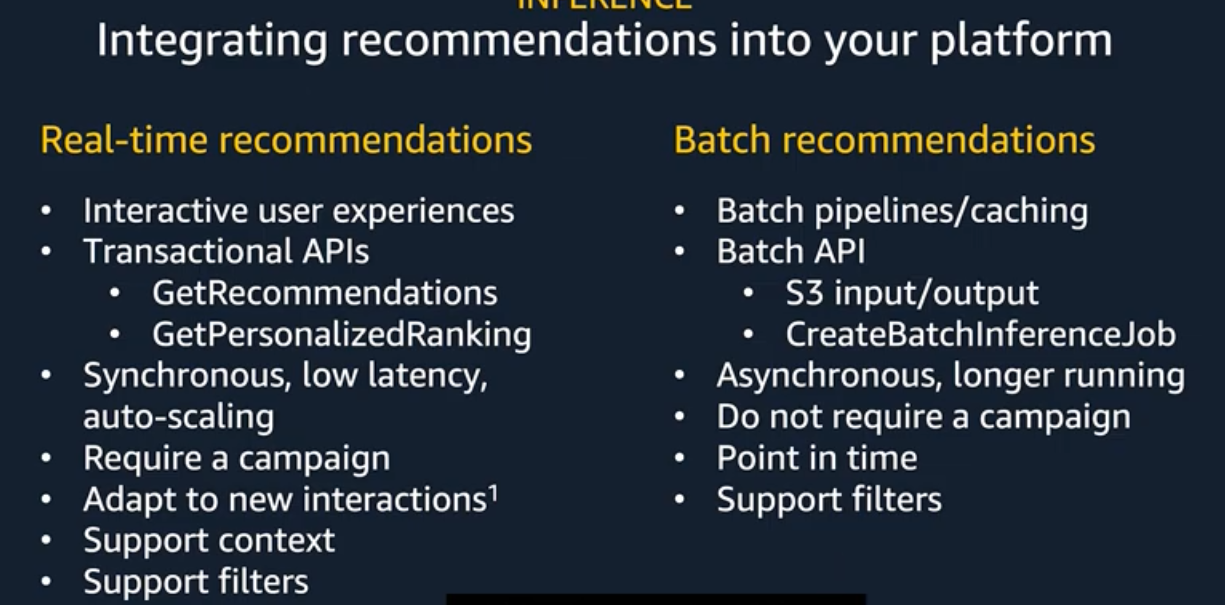 INFERENCE
Integrating recommendations into your platform
Real-time recommendations
• Interactive user experiences
• Transactional APIs
• GetRecommendations
• GetPersonalizedRanking
• Synchronous, low latency,
auto-scaling
• Require a campaign
• Adapt to new interactions¹
• Support context
• Support filters
Batch recommendations
• Batch pipelines/caching
• Batch API
• S3 input/output
• CreateBatchInferenceJob
• Asynchronous, longer running
• Do not require a campaign
• Point in time
• Support filters